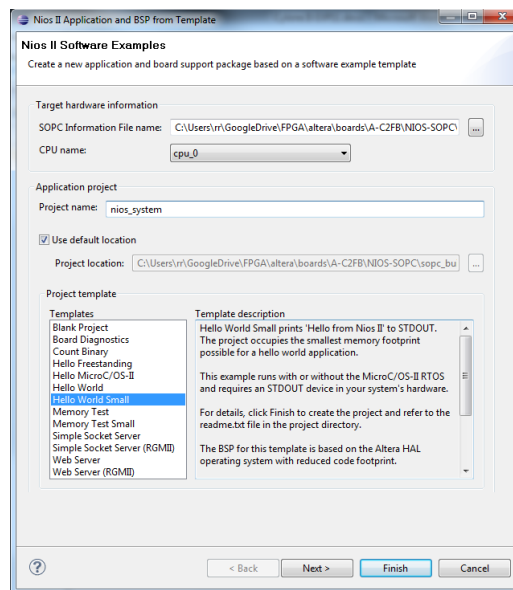 Nios II Application and BSP from Template
Nios II Software Examples
Create a new application and board support package based on a software example template
Target hardware information
SOPC Information File name: C:\Users\rr\GoogleDrive\FPGA\altera\boards\A-C2FB\NIOS-SOPC\ ...
CPU name: cpu_0
Application project
Project name: nios_system
Use default location
Project location: C:\Users\rr\GoogleDrive\FPGA\altera\boards\A-C2FB\NIOS-SOPC\sopc_bu ...
Project template
Templates
Blank Project
Board Diagnostics
Count Binary
Hello Freestanding
Hello MicroC/OS-II
Hello World
Hello World Small
Memory Test
Memory Test Small
Simple Socket Server
Simple Socket Server (RGMII)
Web Server
Web Server (RGMII)
Template description
Hello World Small prints 'Hello from Nios II' to STDOUT.
The project occupies the smallest memory footprint
possible for a hello world application.
This example runs with or without the MicroC/OS-II RTOS
and requires an STDOUT device in your system's hardware.
For details, click Finish to create the project and refer to the
readme.txt file in the project directory.
The BSP for this template is based on the Altera HAL
operating system with reduced code footprint.
? < Back Next > Finish Cancel